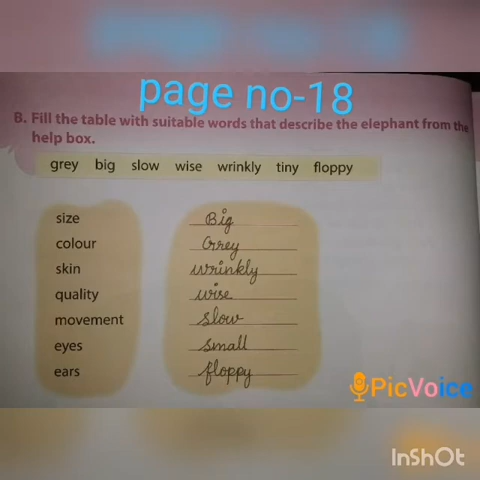 page no-18
B. Fill the table with suitable words that describe the elephant from the
help box.
grey big slow wise wrinkly tiny floppy
size Big
colour Grey
skin wrinkly
quality wise
movement slow
eyes small
ears floppy
PicVoice
InShOt